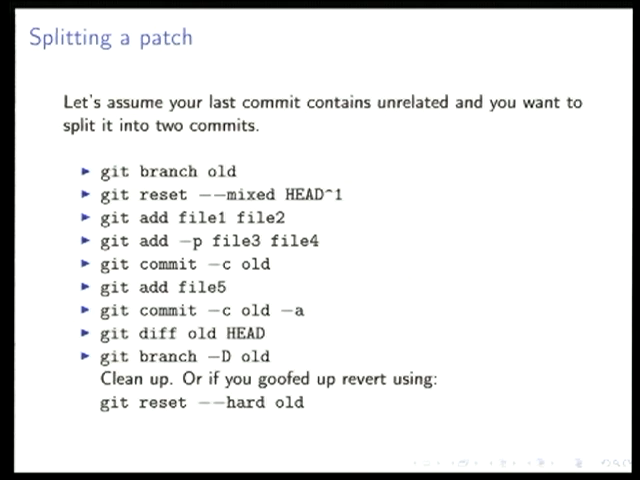 Splitting a patch
Let's assume your last commit contains unrelated and you want to
split it into two commits.
git branch old
git reset --mixed HEAD^1
git add file1 file2
git add -p file3 file4
git commit -c old
git add file5
git commit -c old -a
git diff old HEAD
git branch -D old
Clean up. Or if you goofed up revert using:
git reset --hard old